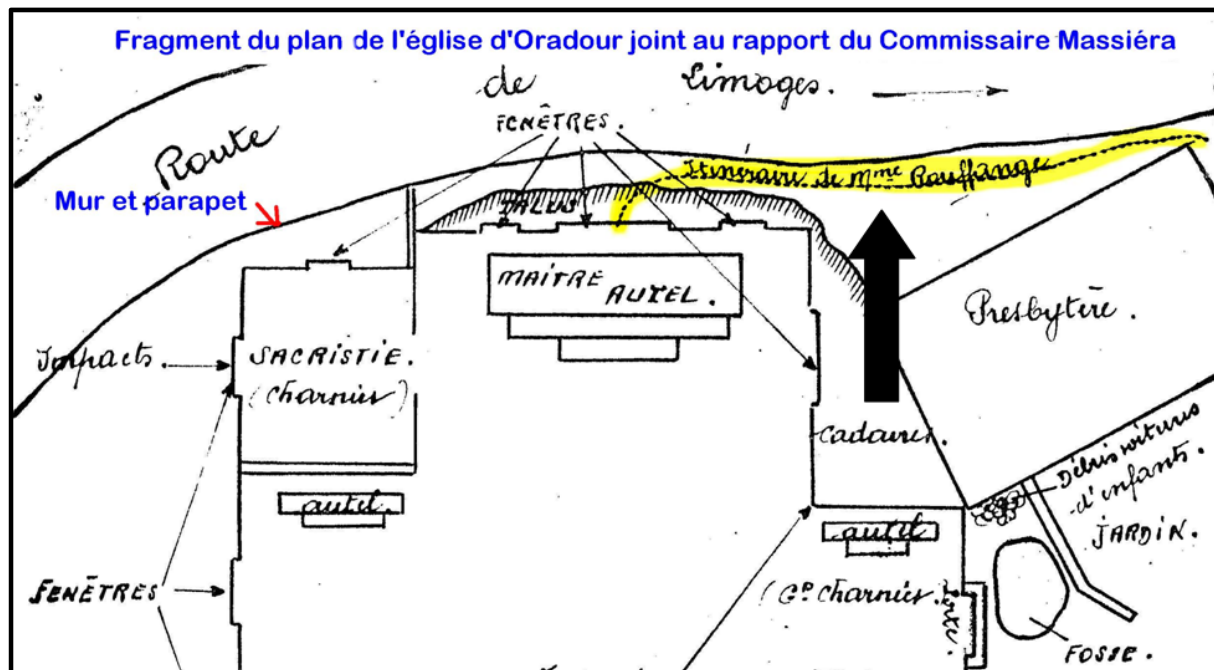 Fragment du plan de l'église d'Oradour joint au rapport du Commissaire Massiéra
de Limoges.
Route
FENÊTRES.
Itinéraire de Mme Rouffange
Mur et parapet
TALUS
MAITRE AUTEL.
Presbytère.
Impacts.
SACRISTIE.
(Charnier)
Cadavres.
Débris voitures
d'enfants.
autel.
autel
JARDIN.
FENÊTRES
(Gd Charnier.
FOSSE.